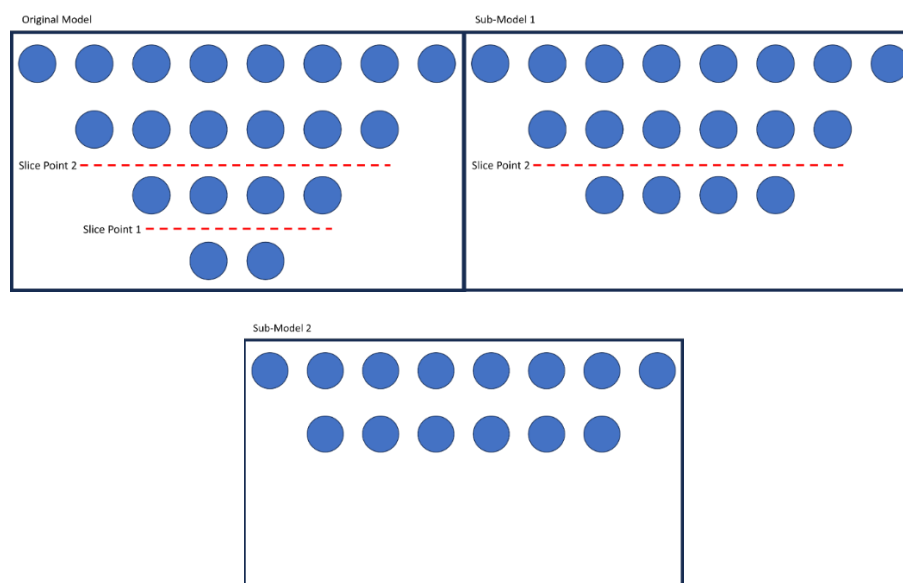 Original Model
Sub-Model 1
Slice Point 2
Slice Point 2
Slice Point 1
Sub-Model 2